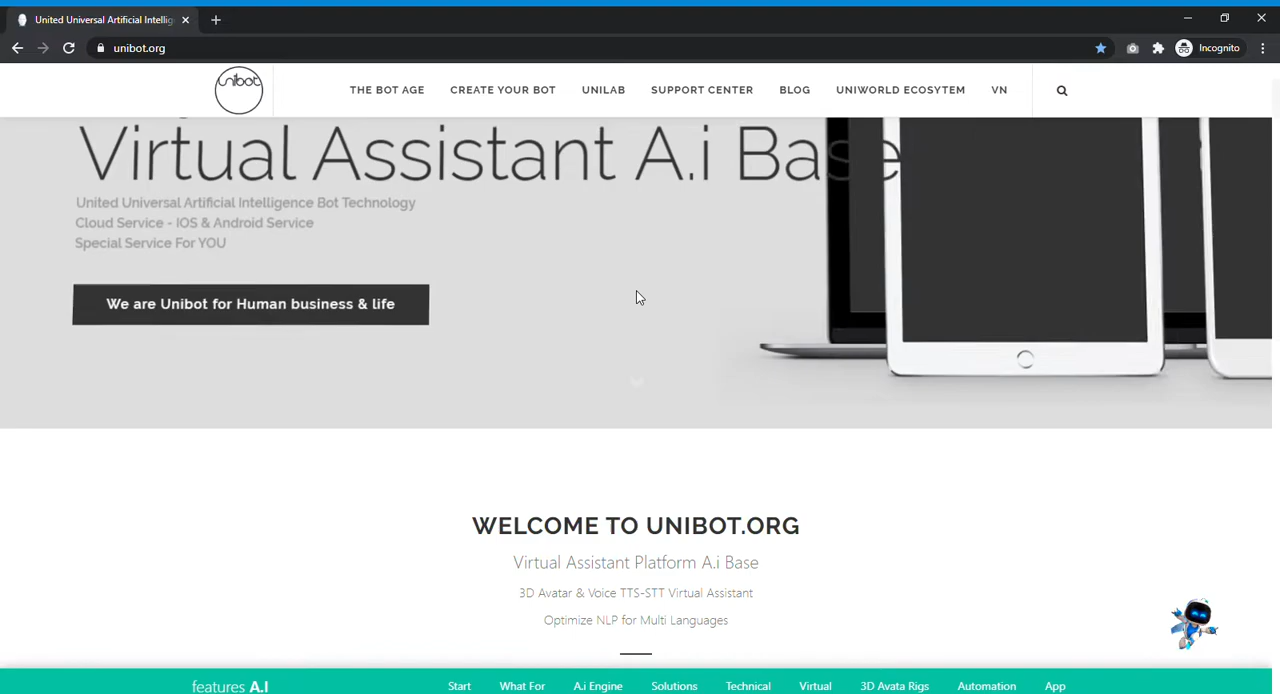 United Universal Artificial Intellig
unibot.org
Incognito
unibot
THE BOT AGE
CREATE YOUR BOT
UNILAB
SUPPORT CENTER
BLOG
UNIWORLD ECOSYTEM
VN
Virtual Assistant A.i Base
United Universal Artificial Intelligence Bot Technology
Cloud Service - IOS & Android Service
Special Service For YOU
We are Unibot for Human business & life
WELCOME TO UNIBOT.ORG
Virtual Assistant Platform A.i Base
3D Avatar & Voice TTS-STT Virtual Assistant
Optimize NLP for Multi Languages
features A.I
Start
What For
A.i Engine
Solutions
Technical
Virtual
3D Avata Rigs
Automation
App